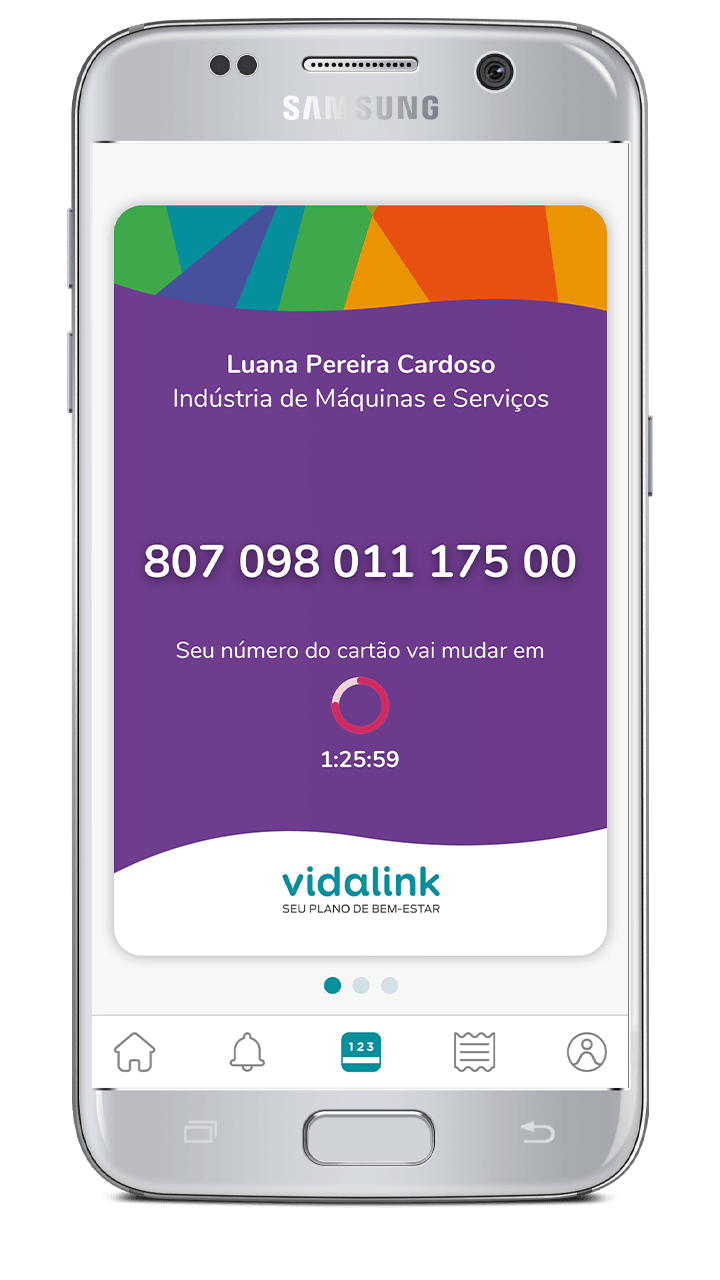 SAMSUNG
Luana Pereira Cardoso
Indústria de Máquinas e Serviços
807 098 011 175 00
Seu número do cartão vai mudar em
1:25:59
vidalink
SEU PLANO DE BEM-ESTAR
123